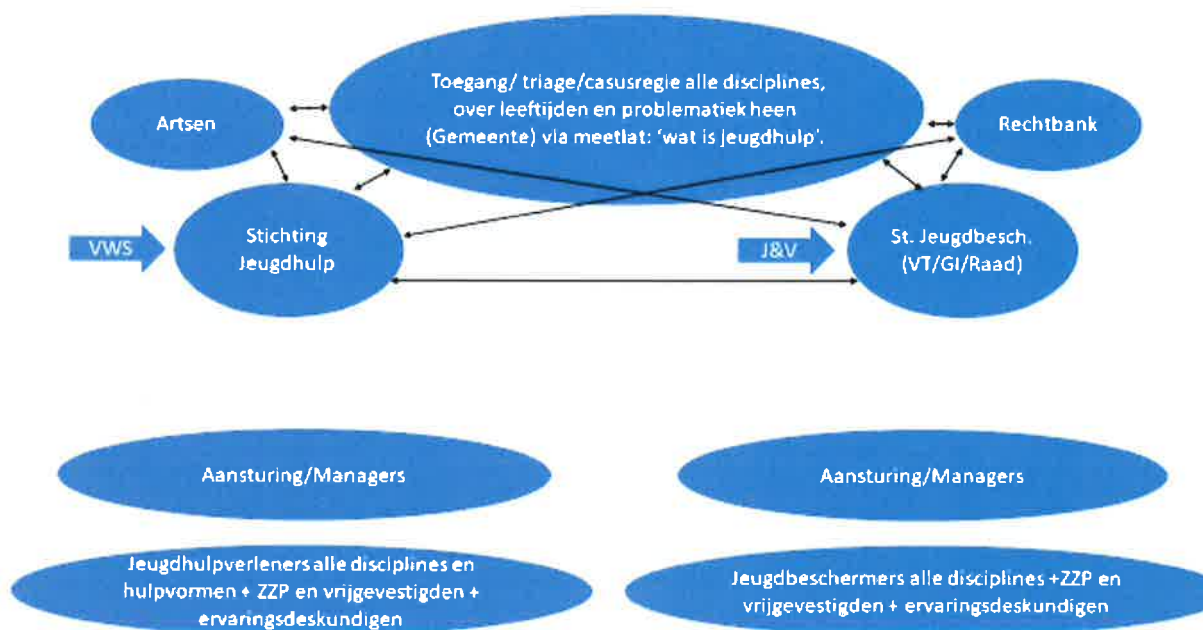 Toegang/ triage/casusregie alle disciplines,
over leeftijden en problematiek heen
(Gemeente) via meetlat: 'wat is jeugdhulp'.
Artsen
Rechtbank
VWS
Stichting
Jeugdhulp
J&V
St. Jeugdbesch.
(VT/GI/Raad)
Aansturing/Managers
Aansturing/Managers
Jeugdhulpverleners alle disciplines en
hulpvormen + ZZP en vrijgevestigden +
ervaringsdeskundigen
Jeugdbeschermers alle disciplines +ZZP en
vrijgevestigden + ervaringsdeskundigen